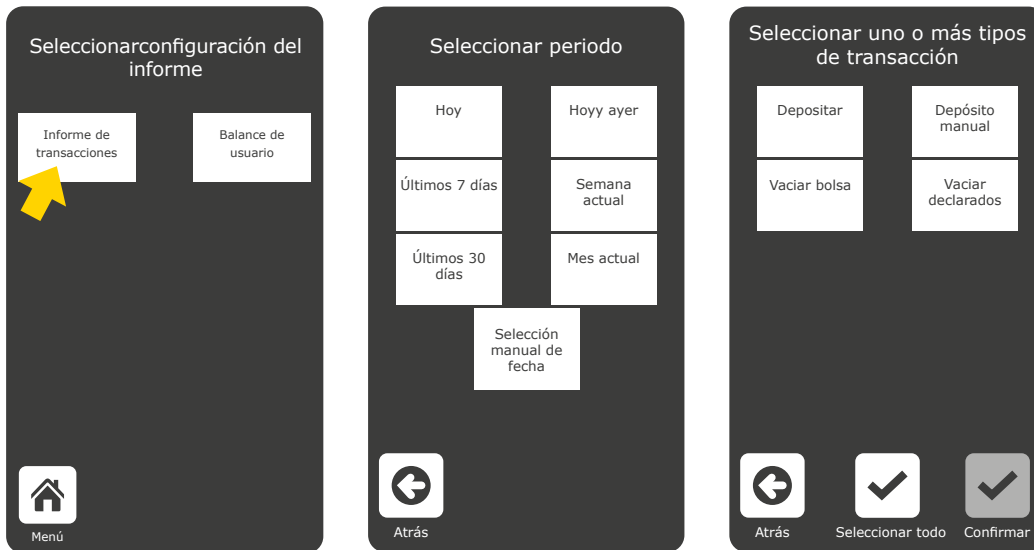 Seleccionarconfiguración del
informe
Informe de
transacciones
Balance de
usuario
Menú
Seleccionar periodo
Hoy
Hoyy ayer
Últimos 7 días
Semana
actual
Últimos 30
días
Mes actual
Selección
manual de
fecha
Atrás
Seleccionar uno o más tipos
de transacción
Depositar
Depósito
manual
Vaciar bolsa
Vaciar
declarados
Atrás
Seleccionar todo
Confirmar